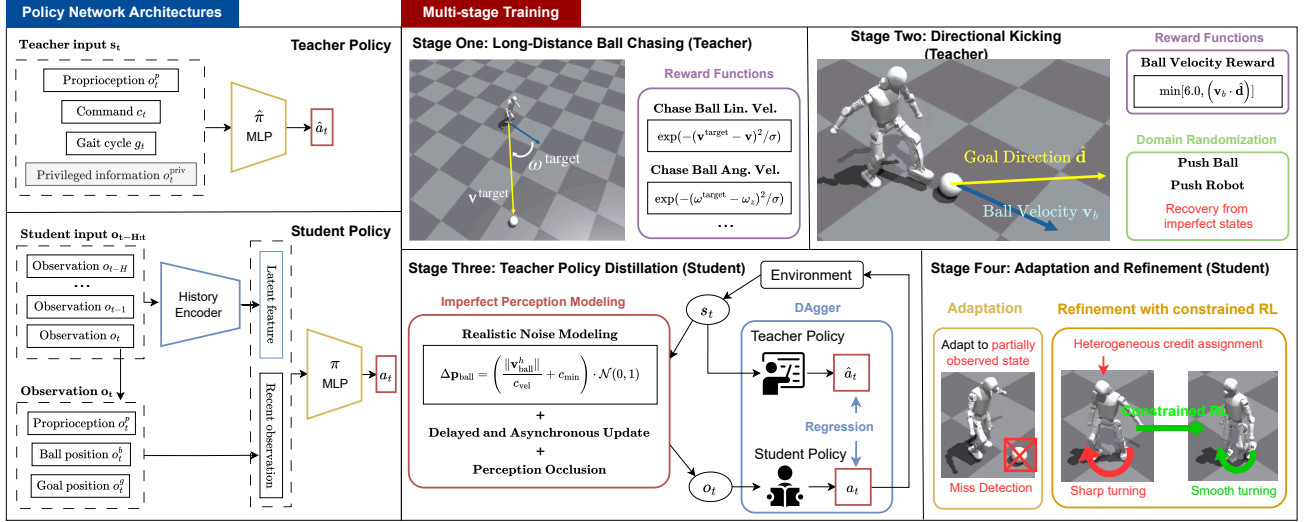 Policy Network Architectures
Multi-stage Training
Teacher input s_t
Teacher Policy
Proprioception o_t^p
Command c_t
Gait cycle g_t
Privileged information o_t^priv
π̂
MLP
â_t
Student input o_{t-H:t}
Student Policy
Observation o_{t-H}
...
Observation o_{t-1}
Observation o_t
History
Encoder
Latent feature
Observation o_t
Proprioception o_t^p
Ball position o_t^b
Goal position o_t^g
Recent observation
π
MLP
a_t
Stage One: Long-Distance Ball Chasing (Teacher)
ω^target
v^target
Reward Functions
Chase Ball Lin. Vel.
exp(−(v^target − v)²/σ)
Chase Ball Ang. Vel.
exp(−(ω^target − ω_z)²/σ)
...
Stage Two: Directional Kicking
(Teacher)
Goal Direction d̂
Ball Velocity v_b
Reward Functions
Ball Velocity Reward
min[6.0, (v_b · d̂)]
Domain Randomization
Push Ball
Push Robot
Recovery from
imperfect states
Stage Three: Teacher Policy Distillation (Student)
Imperfect Perception Modeling
Realistic Noise Modeling
Δp_ball = (‖v_ball^h‖ / c_vel + c_min) · N(0, 1)
+
Delayed and Asynchronous Update
+
Perception Occlusion
Environment
s_t
o_t
DAgger
Teacher Policy
â_t
Regression
Student Policy
a_t
Stage Four: Adaptation and Refinement (Student)
Adaptation
Adapt to partially
observed state
Miss Detection
Refinement with constrained RL
Heterogeneous credit assignment
Constrained RL
Sharp turning
Smooth turning